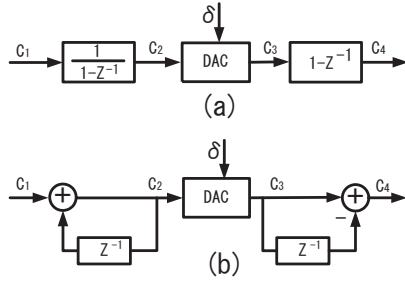 δ
C₁ 1/(1-Z⁻¹) C₂ DAC C₃ 1-Z⁻¹ C₄
(a)
δ
C₁ + C₂ DAC C₃ + C₄
−
Z⁻¹ Z⁻¹
(b)